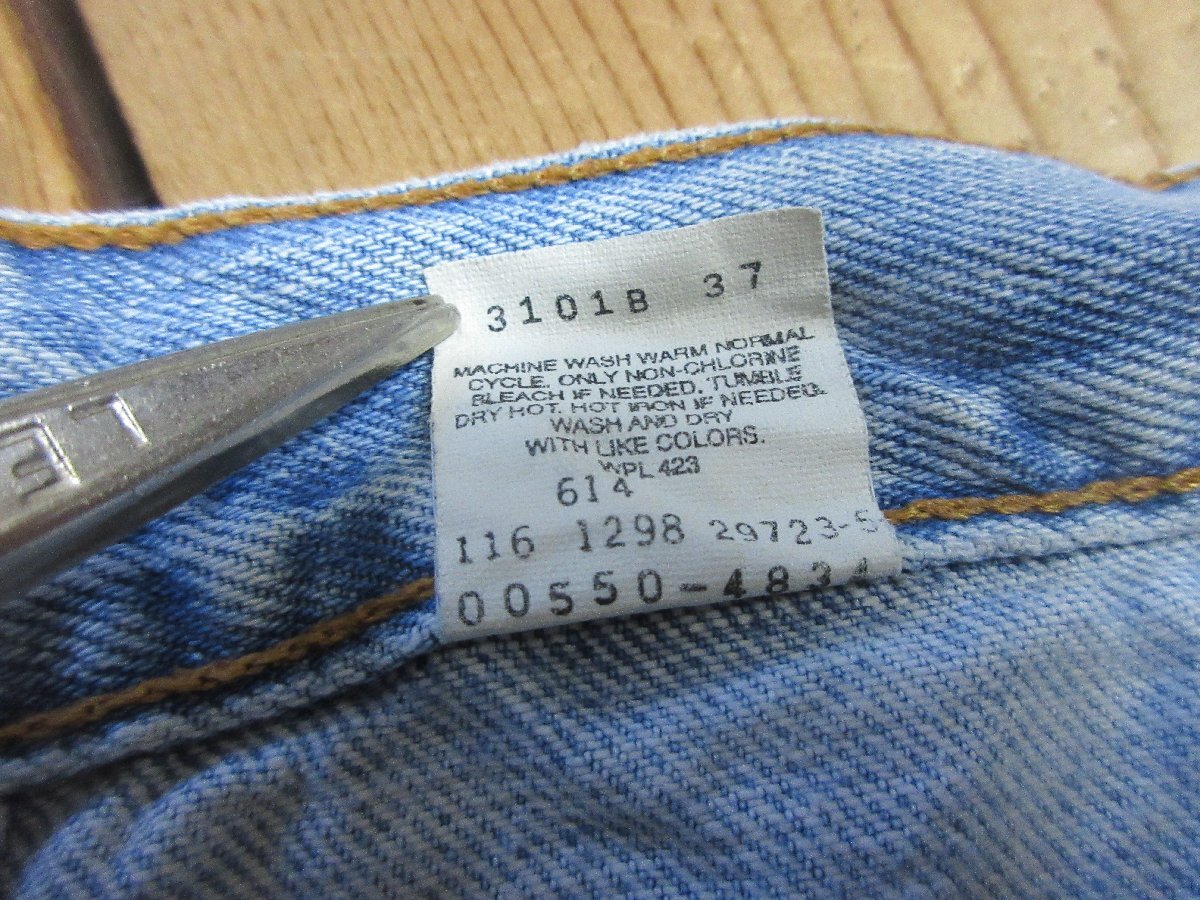 3101B 37
MACHINE WASH WARM NORMAL
CYCLE. ONLY NON-CHLORINE
BLEACH IF NEEDED. TUMBLE
DRY HOT. HOT IRON IF NEEDED.
WASH AND DRY
WITH LIKE COLORS.
WPL 423
614
116 1298 29723-5
00550-4834
LE